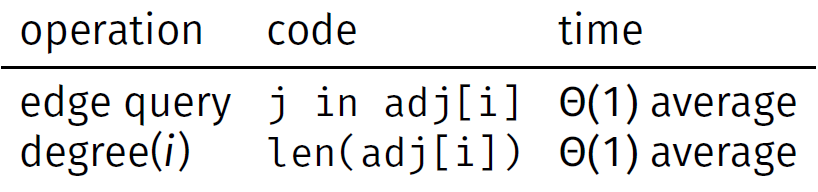 operation code time
edge query j in adj[i] Θ(1) average
degree(i) len(adj[i]) Θ(1) average